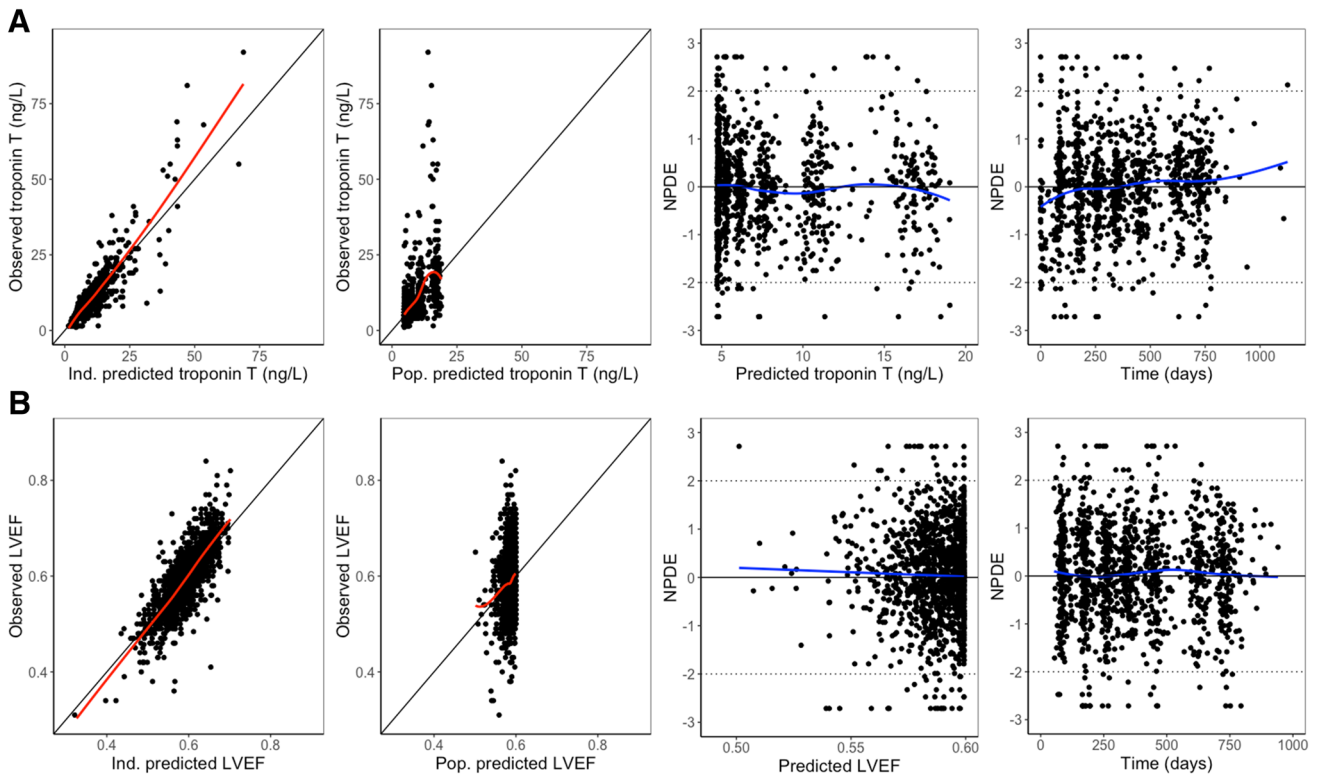 A
Observed troponin T (ng/L)
75
50
25
0
0 25 50 75
Ind. predicted troponin T (ng/L)
Observed troponin T (ng/L)
75
50
25
0
0 25 50 75
Pop. predicted troponin T (ng/L)
NPDE
3
2
1
0
-1
-2
-3
5 10 15 20
Predicted troponin T (ng/L)
NPDE
3
2
1
0
-1
-2
-3
0 250 500 750 1000
Time (days)
B
Observed LVEF
0.8
0.6
0.4
0.4 0.6 0.8
Ind. predicted LVEF
Observed LVEF
0.8
0.6
0.4
0.4 0.6 0.8
Pop. predicted LVEF
NPDE
3
2
1
0
-1
-2
-3
0.50 0.55 0.60
Predicted LVEF
NPDE
3
2
1
0
-1
-2
-3
0 250 500 750 1000
Time (days)